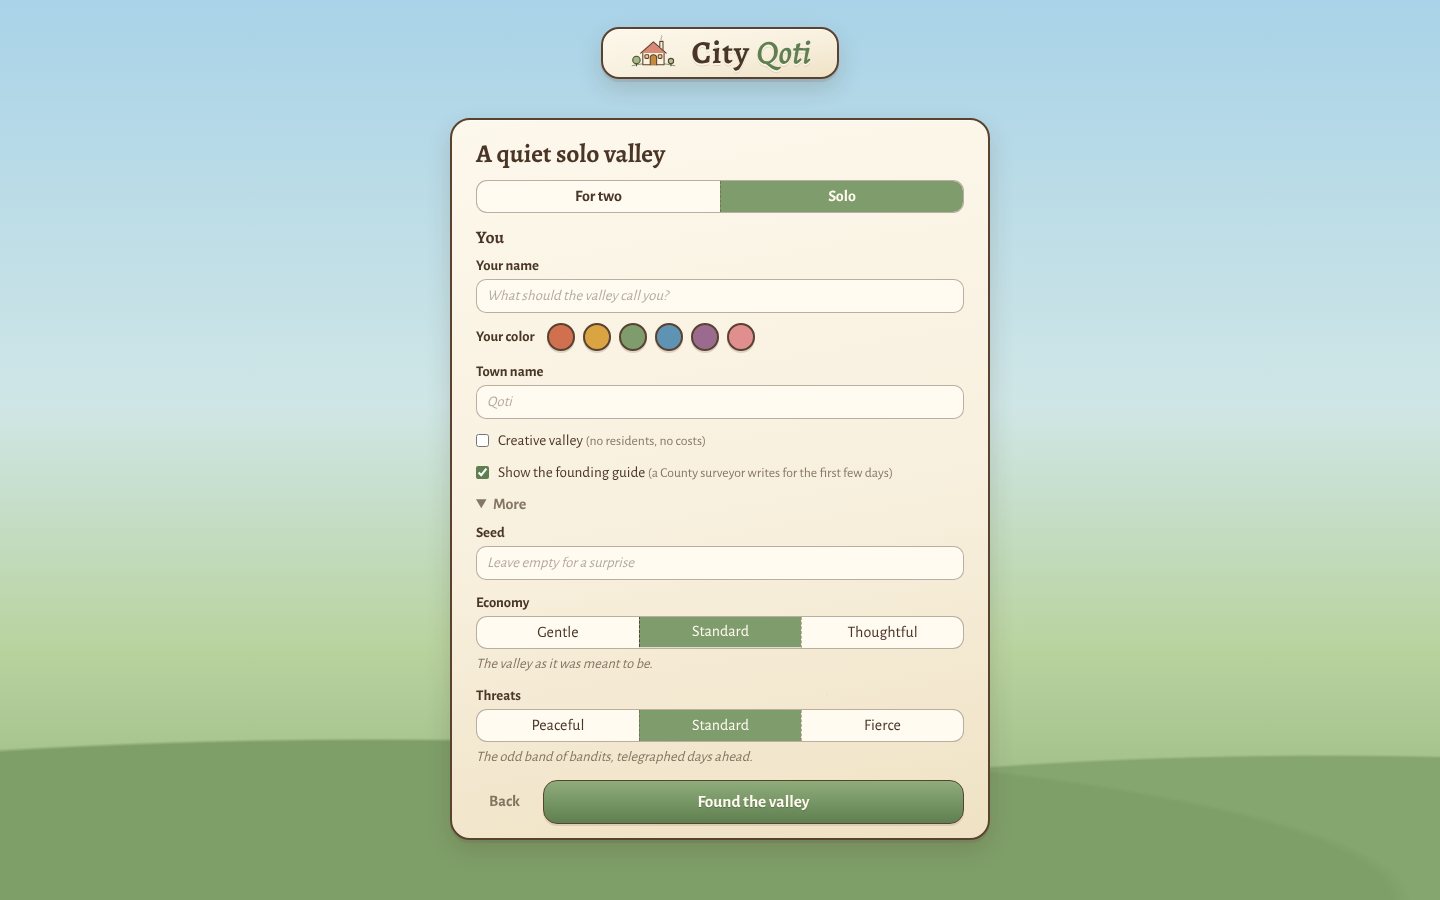 City Qoti
A quiet solo valley
For two
Solo
You
Your name
What should the valley call you?
Your color
Town name
Qoti
Creative valley (no residents, no costs)
Show the founding guide (a County surveyor writes for the first few days)
▼ More
Seed
Leave empty for a surprise
Economy
Gentle
Standard
Thoughtful
The valley as it was meant to be.
Threats
Peaceful
Standard
Fierce
The odd band of bandits, telegraphed days ahead.
Back
Found the valley